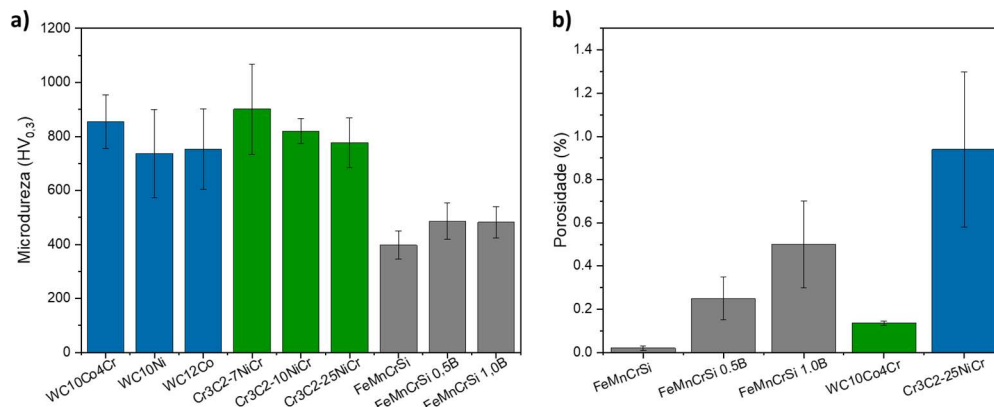 a)
Microdureza (HV0,3)
1200
1000
800
600
400
200
0
WC10Co4Cr
WC10Ni
WC12Co
Cr3C2-7NiCr
Cr3C2-10NiCr
Cr3C2-25NiCr
FeMnCrSi
FeMnCrSi 0.5B
FeMnCrSi 1,0B
b)
Porosidade (%)
1.4
1.2
1.0
0.8
0.6
0.4
0.2
0.0
FeMnCrSi
FeMnCrSi 0.5B
FeMnCrSi 1.0B
WC10Co4Cr
Cr3C2-25NiCr